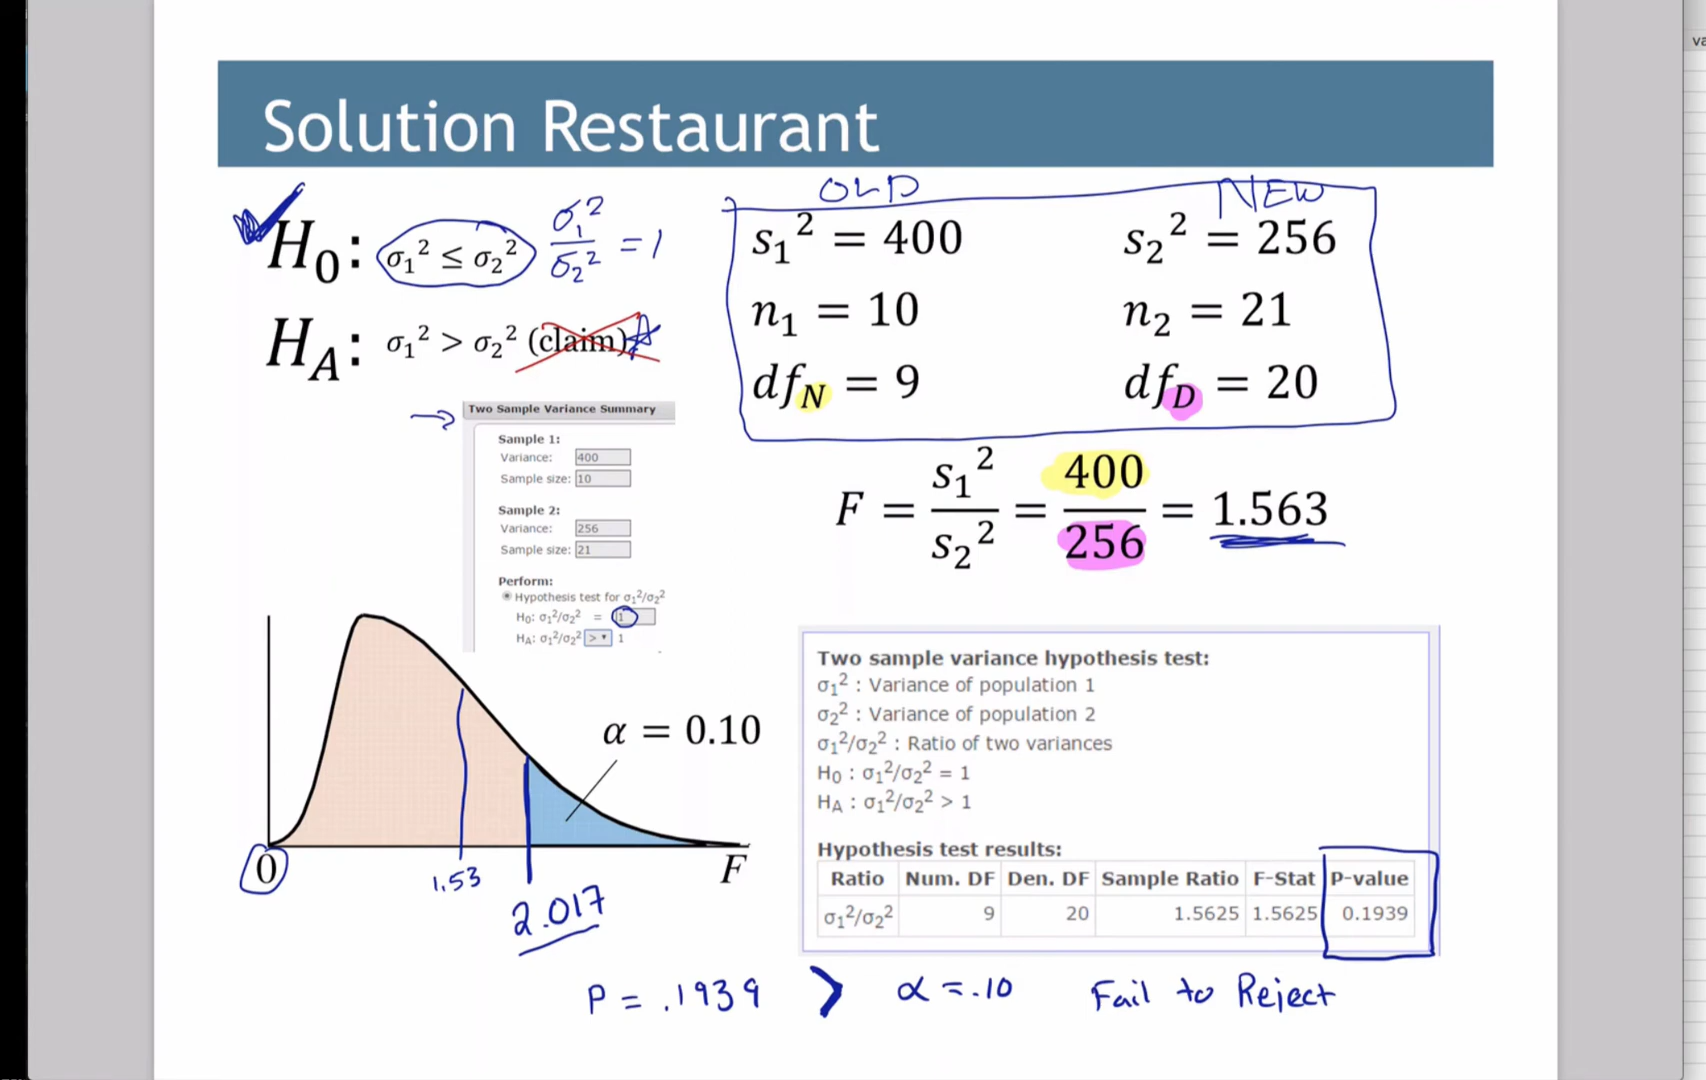 va
Solution Restaurant
OLD NEW
H₀: σ₁² ≤ σ₂² σ₁²/σ₂² = 1
s₁² = 400 s₂² = 256
n₁ = 10 n₂ = 21
H_A: σ₁² > σ₂² (claim)
df_N = 9 df_D = 20
Two Sample Variance Summary
Sample 1:
Variance: 400
Sample size: 10
Sample 2:
Variance: 256
Sample size: 21
Perform:
Hypothesis test for σ₁²/σ₂²
H₀: σ₁²/σ₂² = 1
H_A: σ₁²/σ₂² > 1
F = s₁²/s₂² = 400/256 = 1.563
α = 0.10
0 F
1.53
2.017
Two sample variance hypothesis test:
σ₁² : Variance of population 1
σ₂² : Variance of population 2
σ₁²/σ₂² : Ratio of two variances
H₀ : σ₁²/σ₂² = 1
H_A : σ₁²/σ₂² > 1
Hypothesis test results:
Ratio Num. DF Den. DF Sample Ratio F-Stat P-value
σ₁²/σ₂² 9 20 1.5625 1.5625 0.1939
P = .1939 > α = .10 Fail to Reject